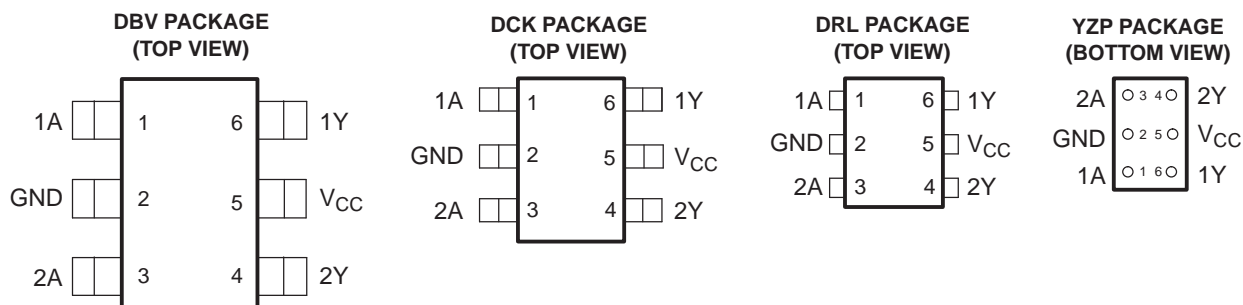 DBV PACKAGE
(TOP VIEW)
1A 1 6 1Y
GND 2 5 VCC
2A 3 4 2Y
DCK PACKAGE
(TOP VIEW)
1A 1 6 1Y
GND 2 5 VCC
2A 3 4 2Y
DRL PACKAGE
(TOP VIEW)
1A 1 6 1Y
GND 2 5 VCC
2A 3 4 2Y
YZP PACKAGE
(BOTTOM VIEW)
2A 3 4 2Y
GND 2 5 VCC
1A 1 6 1Y